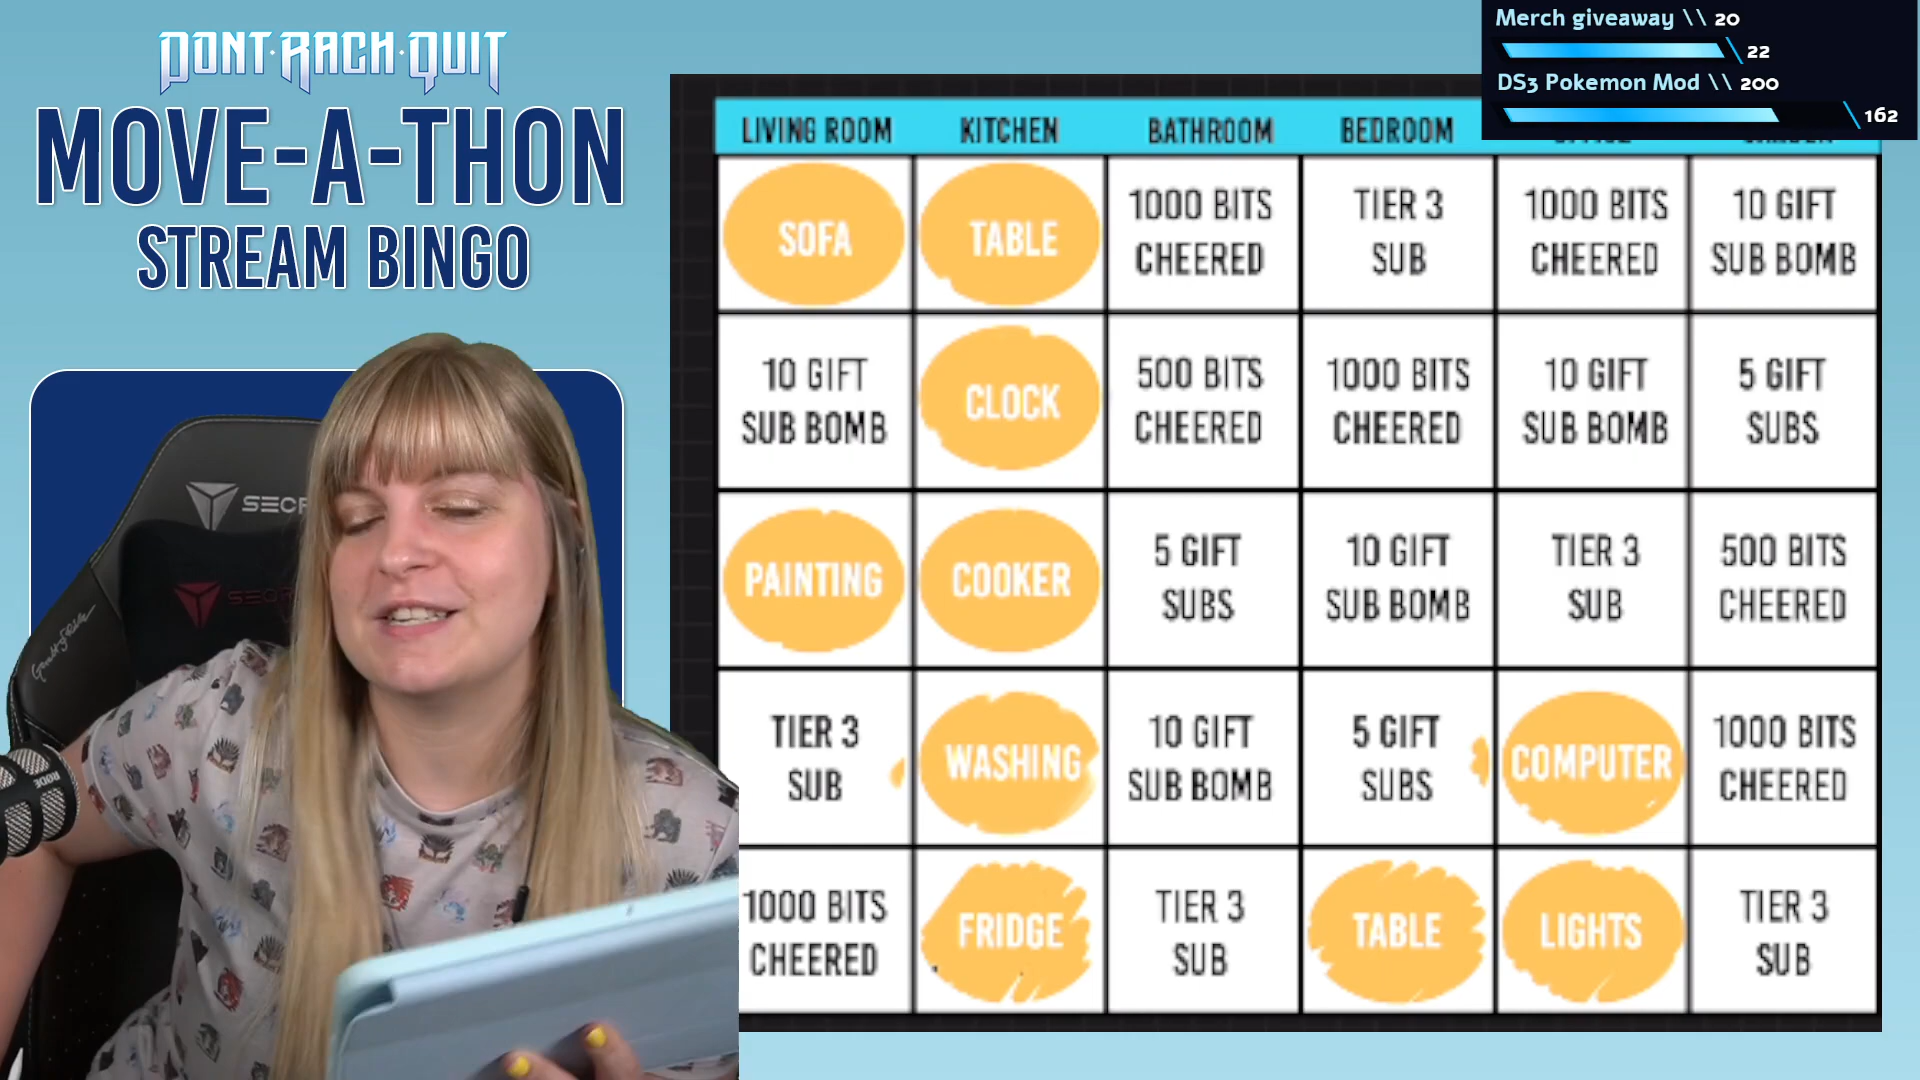 DONT·RACH·QUIT
MOVE-A-THON
STREAM BINGO
Merch giveaway \\ 20
22
DS3 Pokemon Mod \\ 200
162
LIVING ROOM KITCHEN BATHROOM BEDROOM
SOFA TABLE 1000 BITS CHEERED TIER 3 SUB 1000 BITS CHEERED 10 GIFT SUB BOMB
10 GIFT SUB BOMB CLOCK 500 BITS CHEERED 1000 BITS CHEERED 10 GIFT SUB BOMB 5 GIFT SUBS
PAINTING COOKER 5 GIFT SUBS 10 GIFT SUB BOMB TIER 3 SUB 500 BITS CHEERED
TIER 3 SUB WASHING 10 GIFT SUB BOMB 5 GIFT SUBS COMPUTER 1000 BITS CHEERED
1000 BITS CHEERED FRIDGE TIER 3 SUB TABLE LIGHTS TIER 3 SUB
RODE